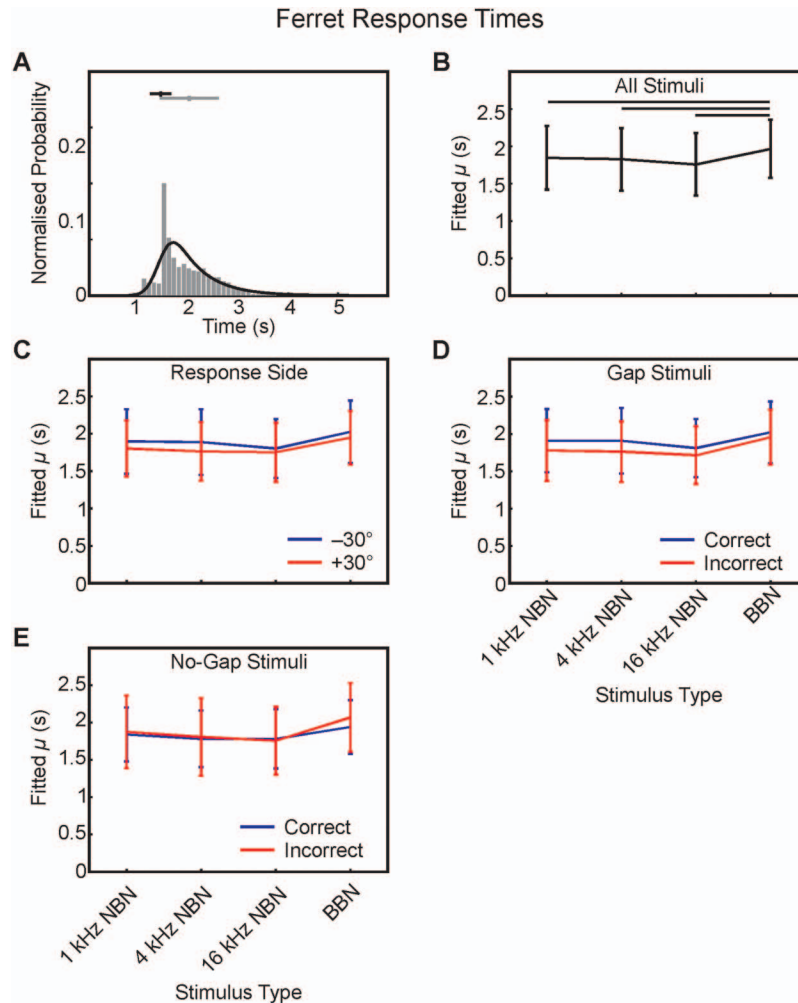 Ferret Response Times
A
Normalised Probability
0.2
0.1
0
1 2 3 4 5
Time (s)
B
All Stimuli
Fitted μ (s)
2.5
2
1.5
1
0.5
0
C
Response Side
Fitted μ (s)
2.5
2
1.5
1
0.5
0
–30°
+30°
D
Gap Stimuli
Fitted μ (s)
2.5
2
1.5
1
0.5
0
Correct
Incorrect
1 kHz NBN
4 kHz NBN
16 kHz NBN
BBN
Stimulus Type
E
No-Gap Stimuli
Fitted μ (s)
2.5
2
1.5
1
0.5
0
Correct
Incorrect
1 kHz NBN
4 kHz NBN
16 kHz NBN
BBN
Stimulus Type